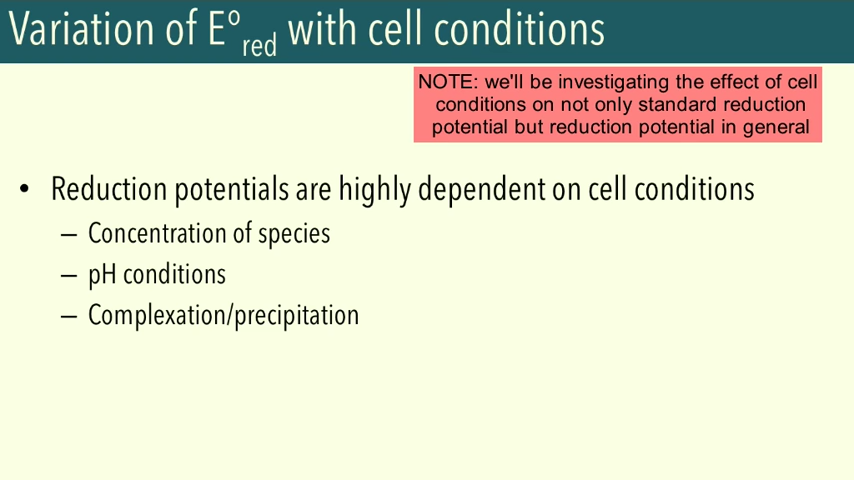 Variation of E°red with cell conditions
NOTE: we'll be investigating the effect of cell
conditions on not only standard reduction
potential but reduction potential in general
• Reduction potentials are highly dependent on cell conditions
– Concentration of species
– pH conditions
– Complexation/precipitation